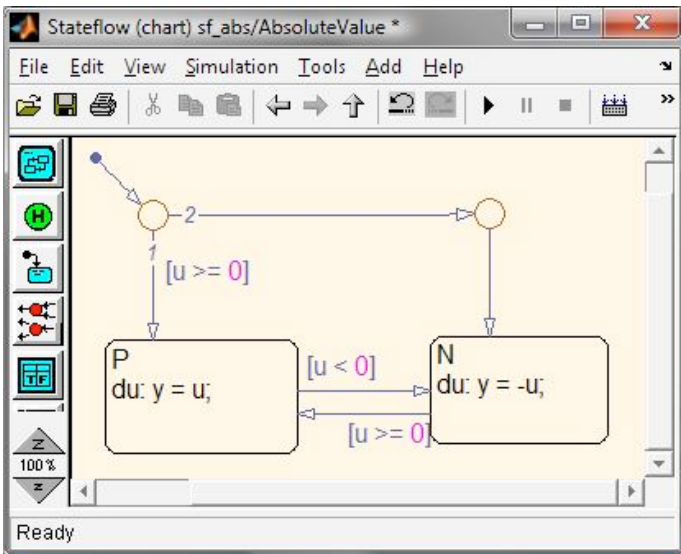 Stateflow (chart) sf_abs/AbsoluteValue *
File Edit View Simulation Tools Add Help
»
H
2
1
[u >= 0]
P
du: y = u;
[u < 0]
N
du: y = -u;
[u >= 0]
TF
Z
100 %
Z
Ready